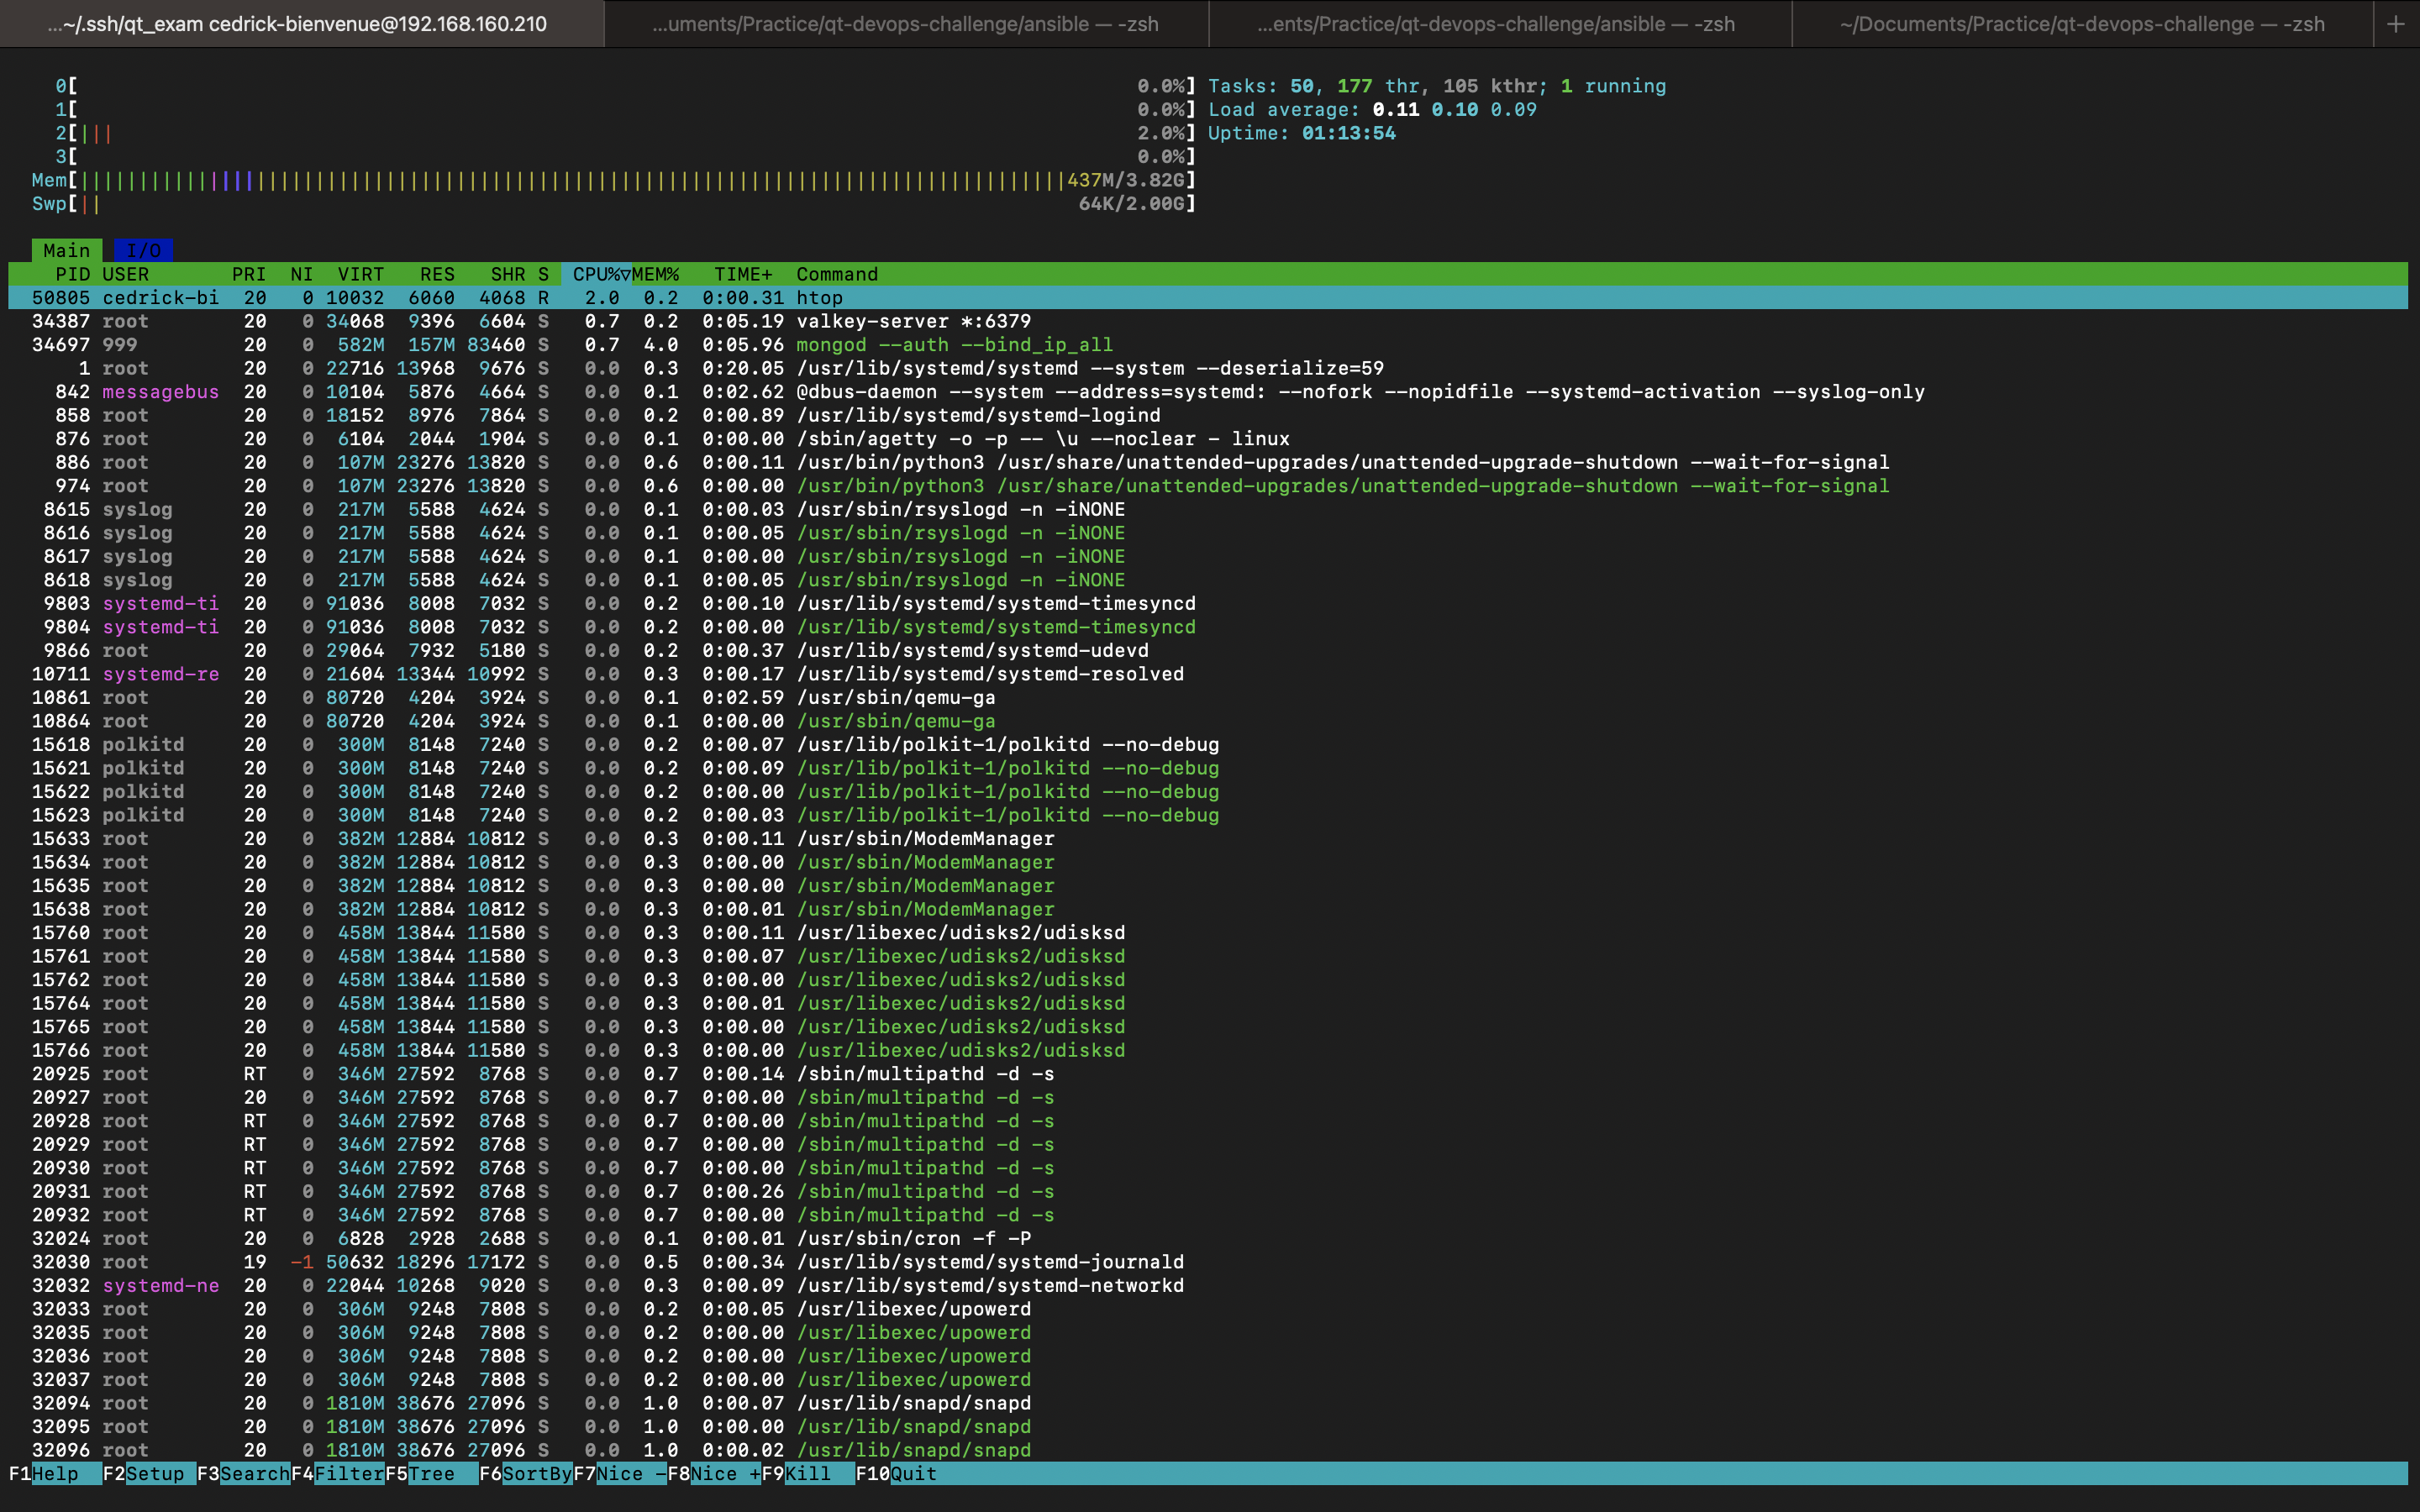 ...~/.ssh/qt_exam cedrick-bienvenue@192.168.160.210 ...uments/Practice/qt-devops-challenge/ansible — -zsh ...ents/Practice/qt-devops-challenge/ansible — -zsh ~/Documents/Practice/qt-devops-challenge — -zsh +
0[ 0.0%] Tasks: 50, 177 thr, 105 kthr; 1 running
1[ 0.0%] Load average: 0.11 0.10 0.09
2[||| 2.0%] Uptime: 01:13:54
3[ 0.0%]
Mem[||||||||||||||||||||||||||||||||||||||||||||||||||||||||||||||||||||||||||||||||||||437M/3.82G]
Swp[|| 64K/2.00G]
Main I/O
PID USER PRI NI VIRT RES SHR S CPU%▽MEM% TIME+ Command
50805 cedrick-bi 20 0 10032 6060 4068 R 2.0 0.2 0:00.31 htop
34387 root 20 0 34068 9396 6604 S 0.7 0.2 0:05.19 valkey-server *:6379
34697 999 20 0 582M 157M 83460 S 0.7 4.0 0:05.96 mongod --auth --bind_ip_all
1 root 20 0 22716 13968 9676 S 0.0 0.3 0:20.05 /usr/lib/systemd/systemd --system --deserialize=59
842 messagebus 20 0 10104 5876 4664 S 0.0 0.1 0:02.62 @dbus-daemon --system --address=systemd: --nofork --nopidfile --systemd-activation --syslog-only
858 root 20 0 18152 8976 7864 S 0.0 0.2 0:00.89 /usr/lib/systemd/systemd-logind
876 root 20 0 6104 2044 1904 S 0.0 0.1 0:00.00 /sbin/agetty -o -p -- \u --noclear - linux
886 root 20 0 107M 23276 13820 S 0.0 0.6 0:00.11 /usr/bin/python3 /usr/share/unattended-upgrades/unattended-upgrade-shutdown --wait-for-signal
974 root 20 0 107M 23276 13820 S 0.0 0.6 0:00.00 /usr/bin/python3 /usr/share/unattended-upgrades/unattended-upgrade-shutdown --wait-for-signal
8615 syslog 20 0 217M 5588 4624 S 0.0 0.1 0:00.03 /usr/sbin/rsyslogd -n -iNONE
8616 syslog 20 0 217M 5588 4624 S 0.0 0.1 0:00.05 /usr/sbin/rsyslogd -n -iNONE
8617 syslog 20 0 217M 5588 4624 S 0.0 0.1 0:00.00 /usr/sbin/rsyslogd -n -iNONE
8618 syslog 20 0 217M 5588 4624 S 0.0 0.1 0:00.05 /usr/sbin/rsyslogd -n -iNONE
9803 systemd-ti 20 0 91036 8008 7032 S 0.0 0.2 0:00.10 /usr/lib/systemd/systemd-timesyncd
9804 systemd-ti 20 0 91036 8008 7032 S 0.0 0.2 0:00.00 /usr/lib/systemd/systemd-timesyncd
9866 root 20 0 29064 7932 5180 S 0.0 0.2 0:00.37 /usr/lib/systemd/systemd-udevd
10711 systemd-re 20 0 21604 13344 10992 S 0.0 0.3 0:00.17 /usr/lib/systemd/systemd-resolved
10861 root 20 0 80720 4204 3924 S 0.0 0.1 0:02.59 /usr/sbin/qemu-ga
10864 root 20 0 80720 4204 3924 S 0.0 0.1 0:00.00 /usr/sbin/qemu-ga
15618 polkitd 20 0 300M 8148 7240 S 0.0 0.2 0:00.07 /usr/lib/polkit-1/polkitd --no-debug
15621 polkitd 20 0 300M 8148 7240 S 0.0 0.2 0:00.09 /usr/lib/polkit-1/polkitd --no-debug
15622 polkitd 20 0 300M 8148 7240 S 0.0 0.2 0:00.00 /usr/lib/polkit-1/polkitd --no-debug
15623 polkitd 20 0 300M 8148 7240 S 0.0 0.2 0:00.03 /usr/lib/polkit-1/polkitd --no-debug
15633 root 20 0 382M 12884 10812 S 0.0 0.3 0:00.11 /usr/sbin/ModemManager
15634 root 20 0 382M 12884 10812 S 0.0 0.3 0:00.00 /usr/sbin/ModemManager
15635 root 20 0 382M 12884 10812 S 0.0 0.3 0:00.00 /usr/sbin/ModemManager
15638 root 20 0 382M 12884 10812 S 0.0 0.3 0:00.01 /usr/sbin/ModemManager
15760 root 20 0 458M 13844 11580 S 0.0 0.3 0:00.11 /usr/libexec/udisks2/udisksd
15761 root 20 0 458M 13844 11580 S 0.0 0.3 0:00.07 /usr/libexec/udisks2/udisksd
15762 root 20 0 458M 13844 11580 S 0.0 0.3 0:00.00 /usr/libexec/udisks2/udisksd
15764 root 20 0 458M 13844 11580 S 0.0 0.3 0:00.01 /usr/libexec/udisks2/udisksd
15765 root 20 0 458M 13844 11580 S 0.0 0.3 0:00.00 /usr/libexec/udisks2/udisksd
15766 root 20 0 458M 13844 11580 S 0.0 0.3 0:00.00 /usr/libexec/udisks2/udisksd
20925 root RT 0 346M 27592 8768 S 0.0 0.7 0:00.14 /sbin/multipathd -d -s
20927 root 20 0 346M 27592 8768 S 0.0 0.7 0:00.00 /sbin/multipathd -d -s
20928 root RT 0 346M 27592 8768 S 0.0 0.7 0:00.00 /sbin/multipathd -d -s
20929 root RT 0 346M 27592 8768 S 0.0 0.7 0:00.00 /sbin/multipathd -d -s
20930 root RT 0 346M 27592 8768 S 0.0 0.7 0:00.00 /sbin/multipathd -d -s
20931 root RT 0 346M 27592 8768 S 0.0 0.7 0:00.26 /sbin/multipathd -d -s
20932 root RT 0 346M 27592 8768 S 0.0 0.7 0:00.00 /sbin/multipathd -d -s
32024 root 20 0 6828 2928 2688 S 0.0 0.1 0:00.01 /usr/sbin/cron -f -P
32030 root 19 -1 50632 18296 17172 S 0.0 0.5 0:00.34 /usr/lib/systemd/systemd-journald
32032 systemd-ne 20 0 22044 10268 9020 S 0.0 0.3 0:00.09 /usr/lib/systemd/systemd-networkd
32033 root 20 0 306M 9248 7808 S 0.0 0.2 0:00.05 /usr/libexec/upowerd
32035 root 20 0 306M 9248 7808 S 0.0 0.2 0:00.00 /usr/libexec/upowerd
32036 root 20 0 306M 9248 7808 S 0.0 0.2 0:00.00 /usr/libexec/upowerd
32037 root 20 0 306M 9248 7808 S 0.0 0.2 0:00.00 /usr/libexec/upowerd
32094 root 20 0 1810M 38676 27096 S 0.0 1.0 0:00.07 /usr/lib/snapd/snapd
32095 root 20 0 1810M 38676 27096 S 0.0 1.0 0:00.00 /usr/lib/snapd/snapd
32096 root 20 0 1810M 38676 27096 S 0.0 1.0 0:00.02 /usr/lib/snapd/snapd
F1Help F2Setup F3SearchF4FilterF5Tree F6SortByF7Nice -F8Nice +F9Kill F10Quit